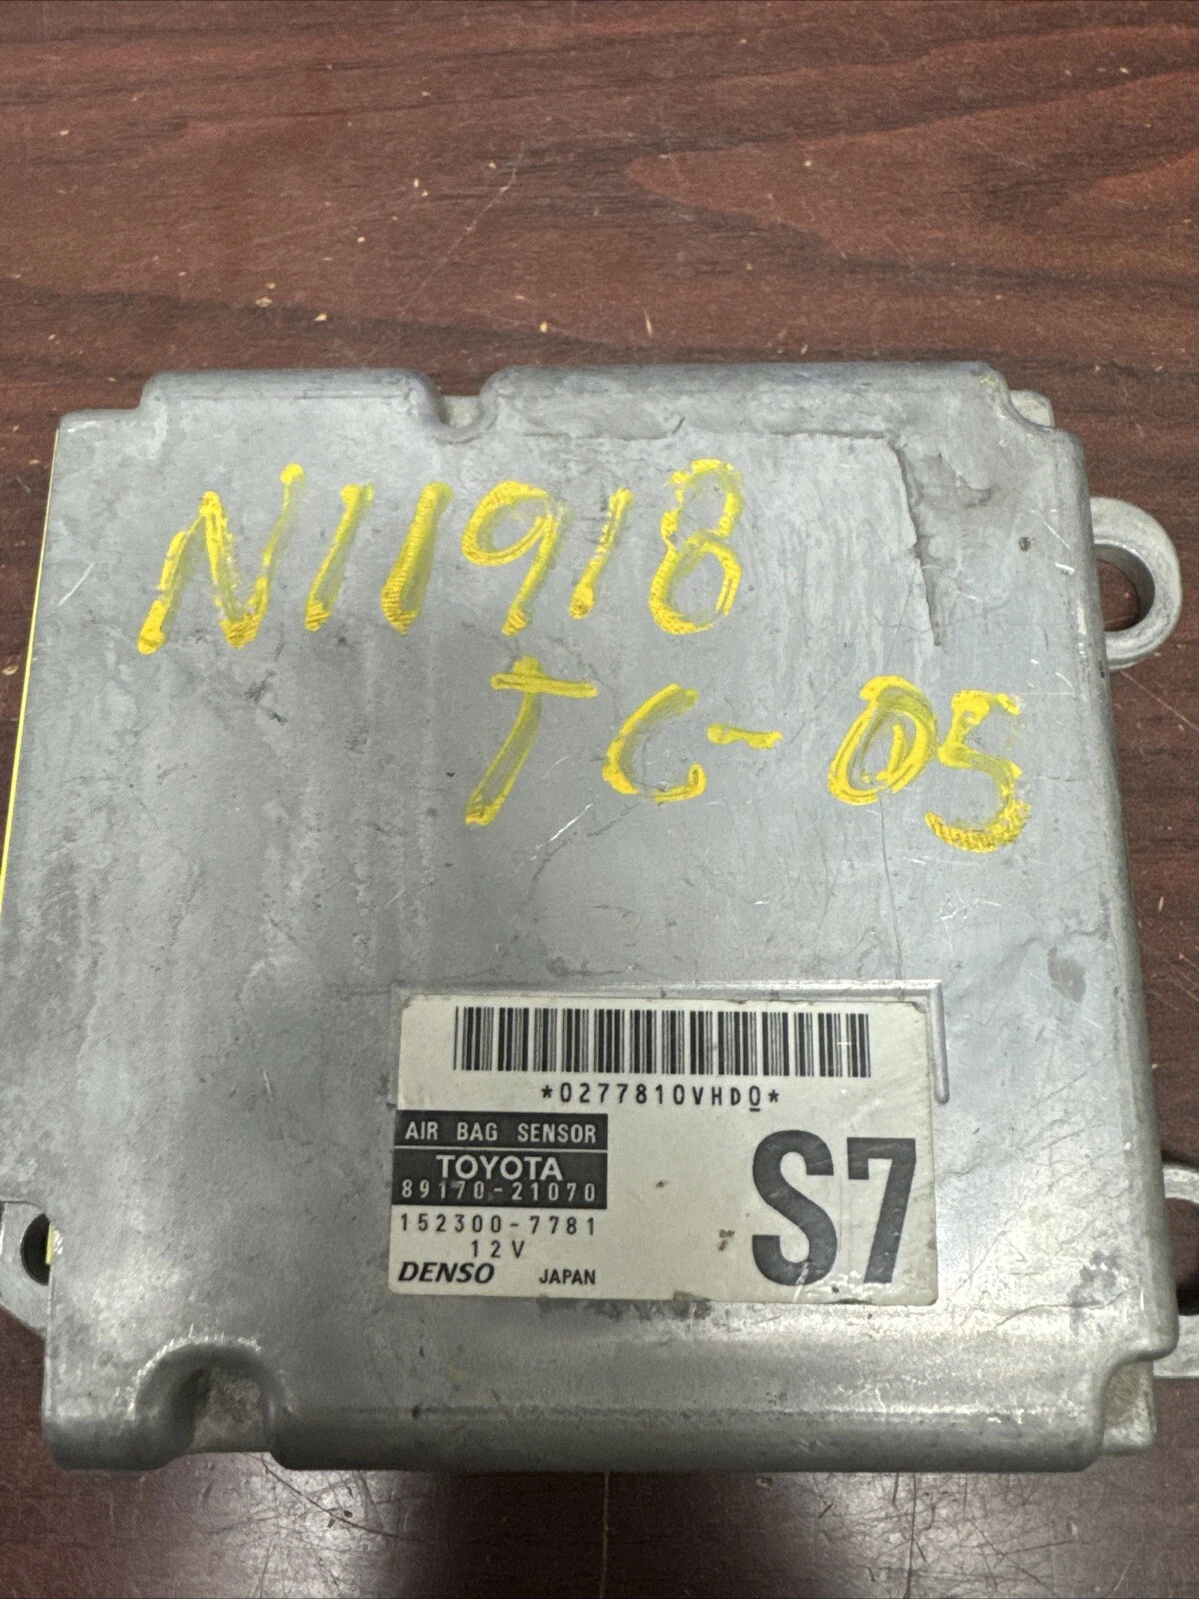 N11918
TC-05
*0277810VHD0*
AIR BAG SENSOR
TOYOTA
89170-21070
152300-7781
12V
DENSO JAPAN
S7